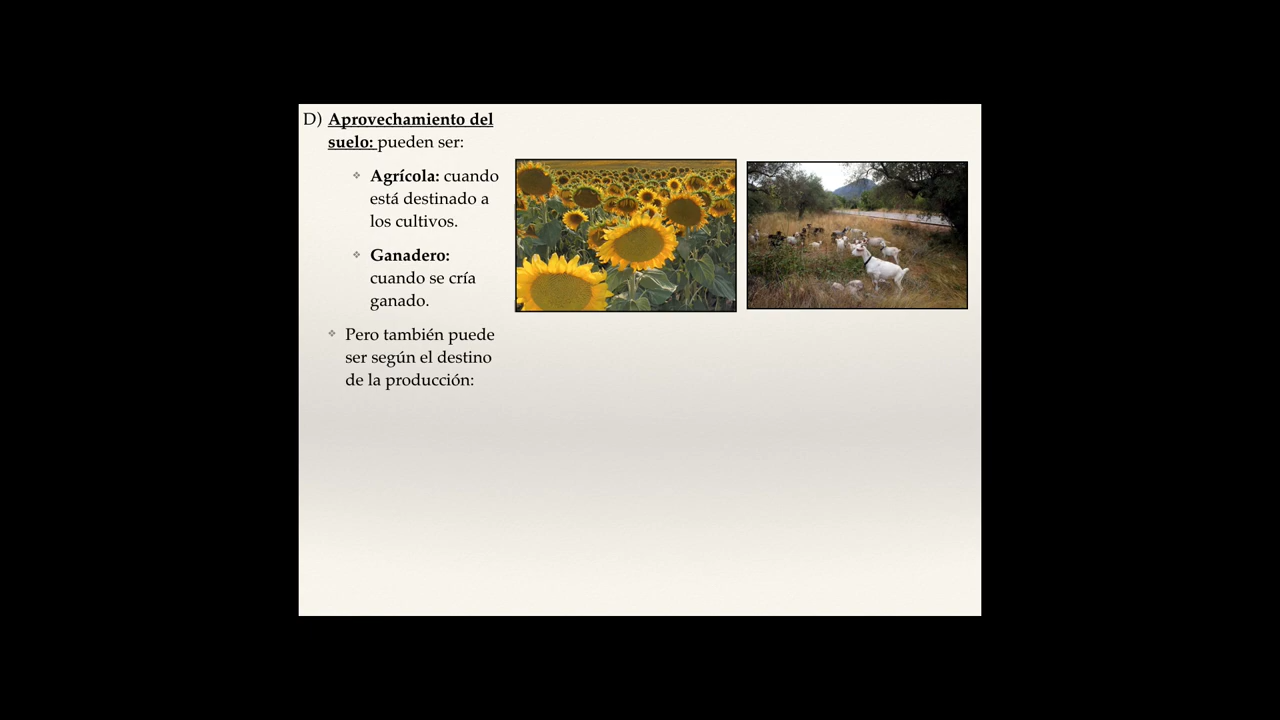 D) Aprovechamiento del
suelo: pueden ser:
❖ Agrícola: cuando
está destinado a
los cultivos.
❖ Ganadero:
cuando se cría
ganado.
❖ Pero también puede
ser según el destino
de la producción: